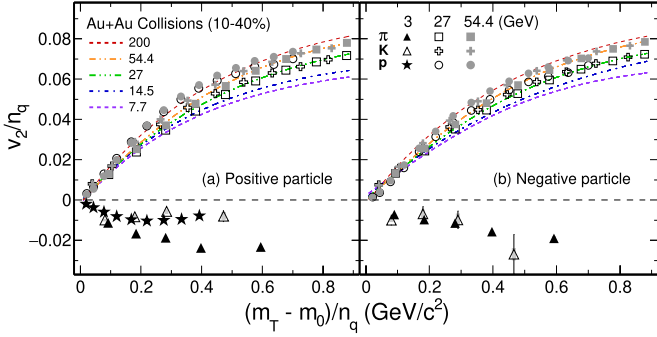 Au+Au Collisions (10-40%)
200
54.4
27
14.5
7.7
3 27 54.4 (GeV)
π
K
p
0.08
0.06
0.04
0.02
0
−0.02
v2/nq
(a) Positive particle
(b) Negative particle
0 0.2 0.4 0.6 0.8 0 0.2 0.4 0.6 0.8
(mT - m0)/nq (GeV/c²)